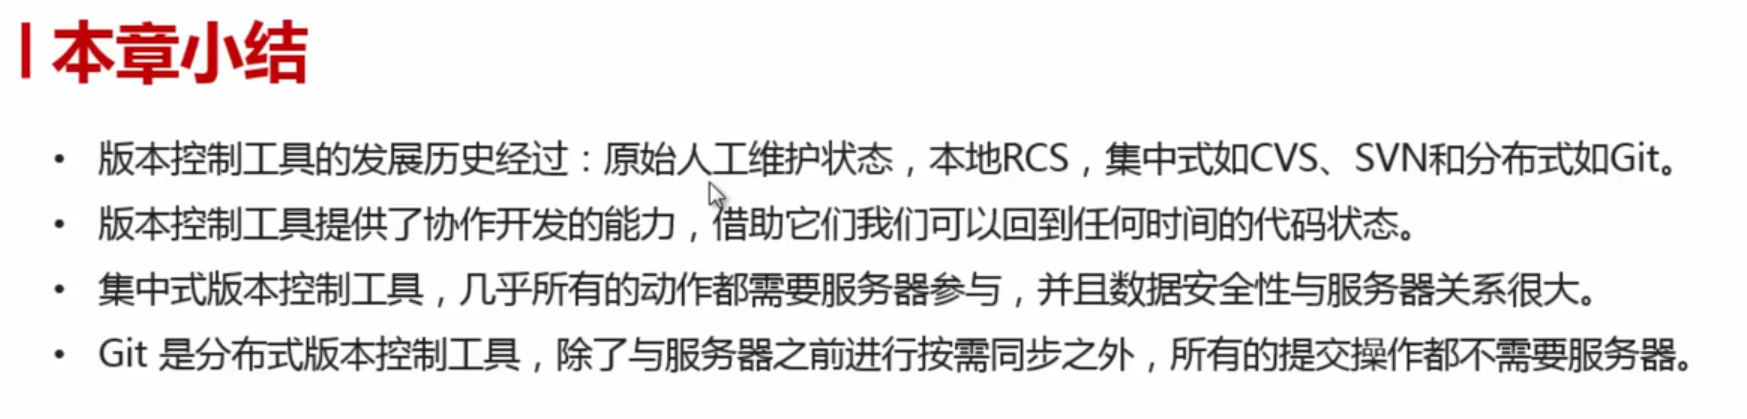 本章小结
• 版本控制工具的发展历史经过：原始人工维护状态，本地RCS，集中式如CVS、SVN和分布式如Git。
• 版本控制工具提供了协作开发的能力，借助它们我们可以回到任何时间的代码状态。
• 集中式版本控制工具，几乎所有的动作都需要服务器参与，并且数据安全性与服务器关系很大。
• Git 是分布式版本控制工具，除了与服务器之前进行按需同步之外，所有的提交操作都不需要服务器。